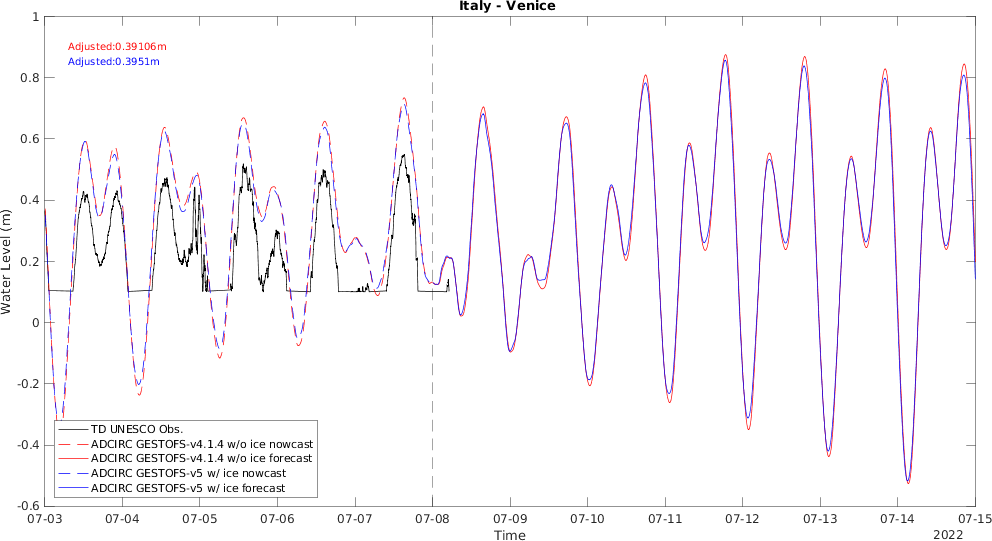 Italy - Venice
Adjusted:0.39106m
Adjusted:0.3951m
Water Level (m)
1
0.8
0.6
0.4
0.2
0
-0.2
-0.4
-0.6
TD UNESCO Obs.
ADCIRC GESTOFS-v4.1.4 w/o ice nowcast
ADCIRC GESTOFS-v4.1.4 w/o ice forecast
ADCIRC GESTOFS-v5 w/ ice nowcast
ADCIRC GESTOFS-v5 w/ ice forecast
07-03 07-04 07-05 07-06 07-07 07-08 07-09 07-10 07-11 07-12 07-13 07-14 07-15
Time
2022